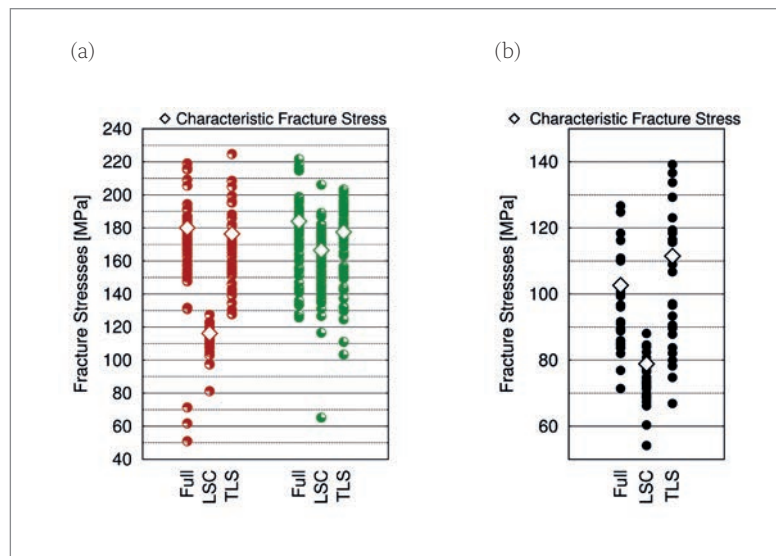 (a)
(b)
Characteristic Fracture Stress
Characteristic Fracture Stress
Fracture Stressses [MPa]
240
220
200
180
160
140
120
100
80
60
40
Full
LSC
TLS
Full
LSC
TLS
Fracture Stresses [MPa]
140
120
100
80
60
Full
LSC
TLS